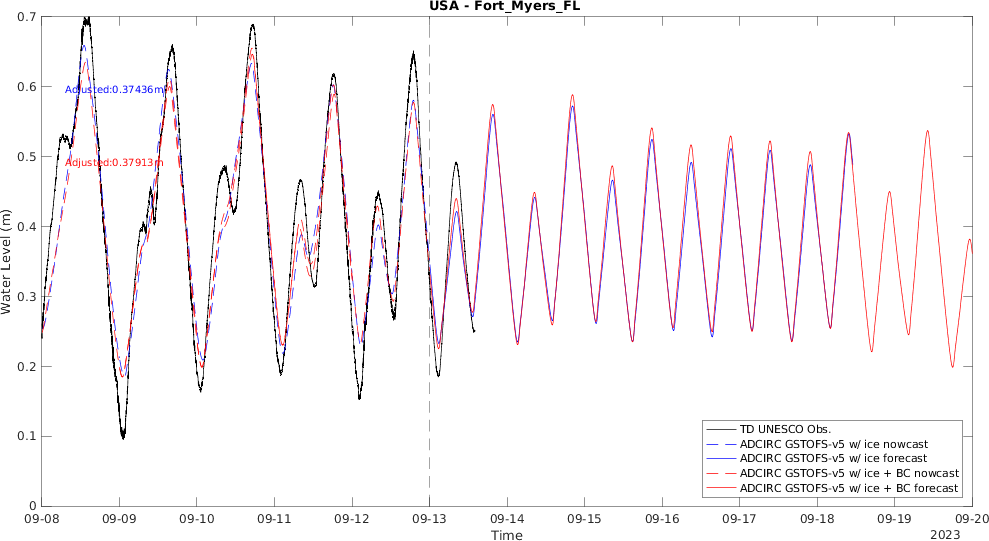 USA - Fort_Myers_FL
0.7
0.6
0.5
0.4
0.3
0.2
0.1
0
Water Level (m)
Adjusted:0.37436m
Adjusted:0.37913m
TD UNESCO Obs.
ADCIRC GSTOFS-v5 w/ ice nowcast
ADCIRC GSTOFS-v5 w/ ice forecast
ADCIRC GSTOFS-v5 w/ ice + BC nowcast
ADCIRC GSTOFS-v5 w/ ice + BC forecast
09-08 09-09 09-10 09-11 09-12 09-13 09-14 09-15 09-16 09-17 09-18 09-19 09-20
Time
2023